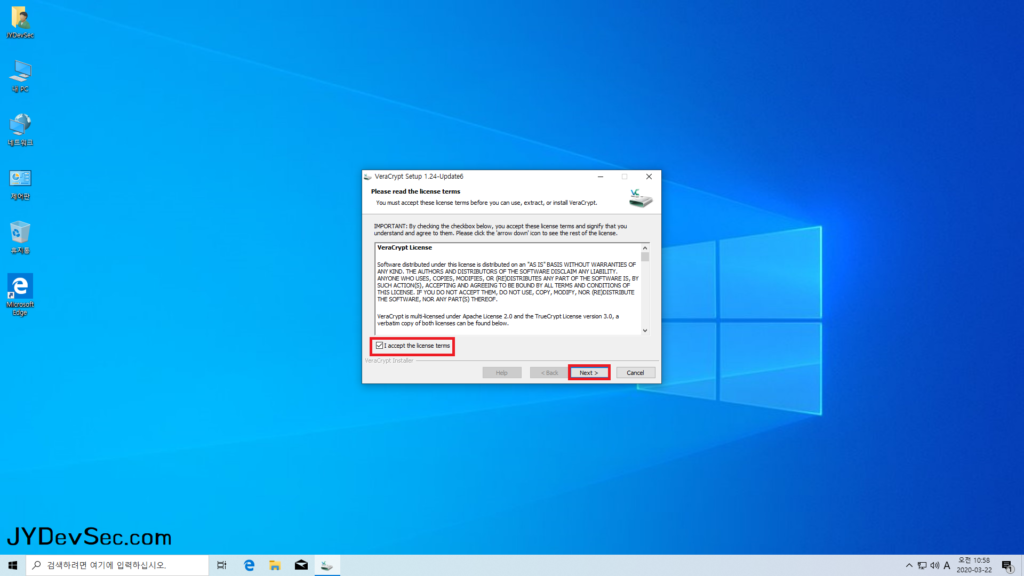 JYDevSec
내 PC
네트워크
제어판
휴지통
Microsoft
Edge
VeraCrypt Setup 1.24-Update6
Please read the license terms
You must accept these license terms before you can use, extract, or install VeraCrypt.
IMPORTANT: By checking the checkbox below, you accept these license terms and signify that you
understand and agree to them. Please click the 'arrow down' icon to see the rest of the license.
VeraCrypt License
Software distributed under this license is distributed on an "AS IS" BASIS WITHOUT WARRANTIES OF
ANY KIND. THE AUTHORS AND DISTRIBUTORS OF THE SOFTWARE DISCLAIM ANY LIABILITY.
ANYONE WHO USES, COPIES, MODIFIES, OR (RE)DISTRIBUTES ANY PART OF THE SOFTWARE IS, BY
SUCH ACTION(S), ACCEPTING AND AGREEING TO BE BOUND BY ALL TERMS AND CONDITIONS OF
THIS LICENSE. IF YOU DO NOT ACCEPT THEM, DO NOT USE, COPY, MODIFY, NOR (RE)DISTRIBUTE
THE SOFTWARE, NOR ANY PART(S) THEREOF.
VeraCrypt is multi-licensed under Apache License 2.0 and the TrueCrypt License version 3.0, a
verbatim copy of both licenses can be found below.
I accept the license terms
VeraCrypt Installer
Help
< Back
Next >
Cancel
JYDevSec.com
검색하려면 여기에 입력하십시오.
A
오전 10:58
2020-03-22
1